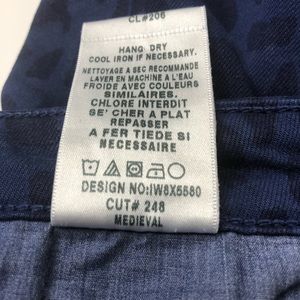 CL#206
HANG DRY
COOL IRON IF NECESSARY.
NETTOYAGE A SEC RECOMMANDE
LAVER EN MACHINE A L'EAU
FROIDE AVEC COULEURS
SIMILAIRES.
CHLORE INTERDIT
SE' CHER A PLAT
REPASSER
A FER TIEDE SI
NECESSAIRE
DESIGN NO:IW8X5580
CUT# 248
MEDIEVAL